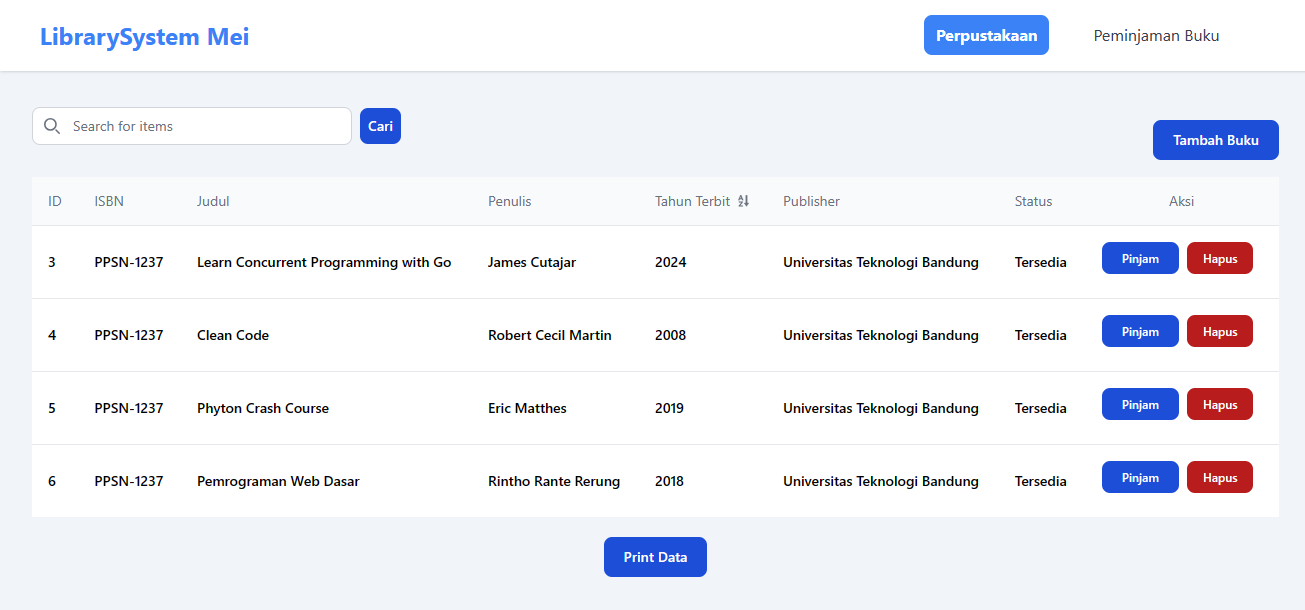 LibrarySystem Mei Perpustakaan Peminjaman Buku
Search for items Cari
Tambah Buku
ID ISBN Judul Penulis Tahun Terbit Publisher Status Aksi
3 PPSN-1237 Learn Concurrent Programming with Go James Cutajar 2024 Universitas Teknologi Bandung Tersedia Pinjam Hapus
4 PPSN-1237 Clean Code Robert Cecil Martin 2008 Universitas Teknologi Bandung Tersedia Pinjam Hapus
5 PPSN-1237 Phyton Crash Course Eric Matthes 2019 Universitas Teknologi Bandung Tersedia Pinjam Hapus
6 PPSN-1237 Pemrograman Web Dasar Rintho Rante Rerung 2018 Universitas Teknologi Bandung Tersedia Pinjam Hapus
Print Data